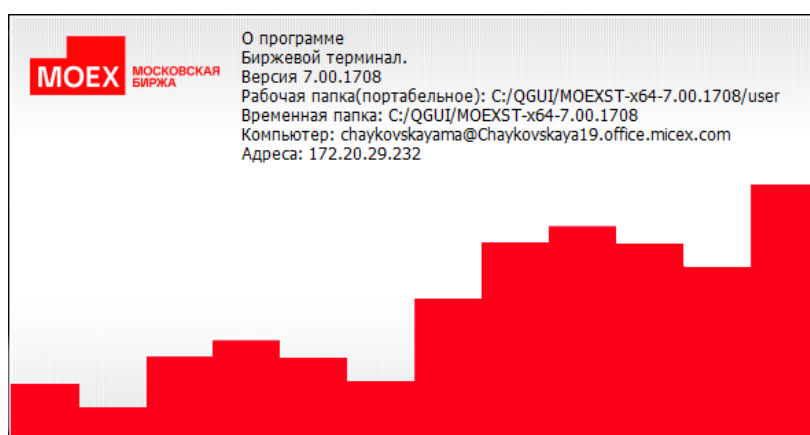 MOEX
МОСКОВСКАЯ
БИРЖА
О программе
Биржевой терминал.
Версия 7.00.1708
Рабочая папка(портабельное): C:/QGUI/MOEXST-x64-7.00.1708/user
Временная папка: C:/QGUI/MOEXST-x64-7.00.1708
Компьютер: chaykovskayama@Chaykovskaya19.office.micex.com
Адреса: 172.20.29.232